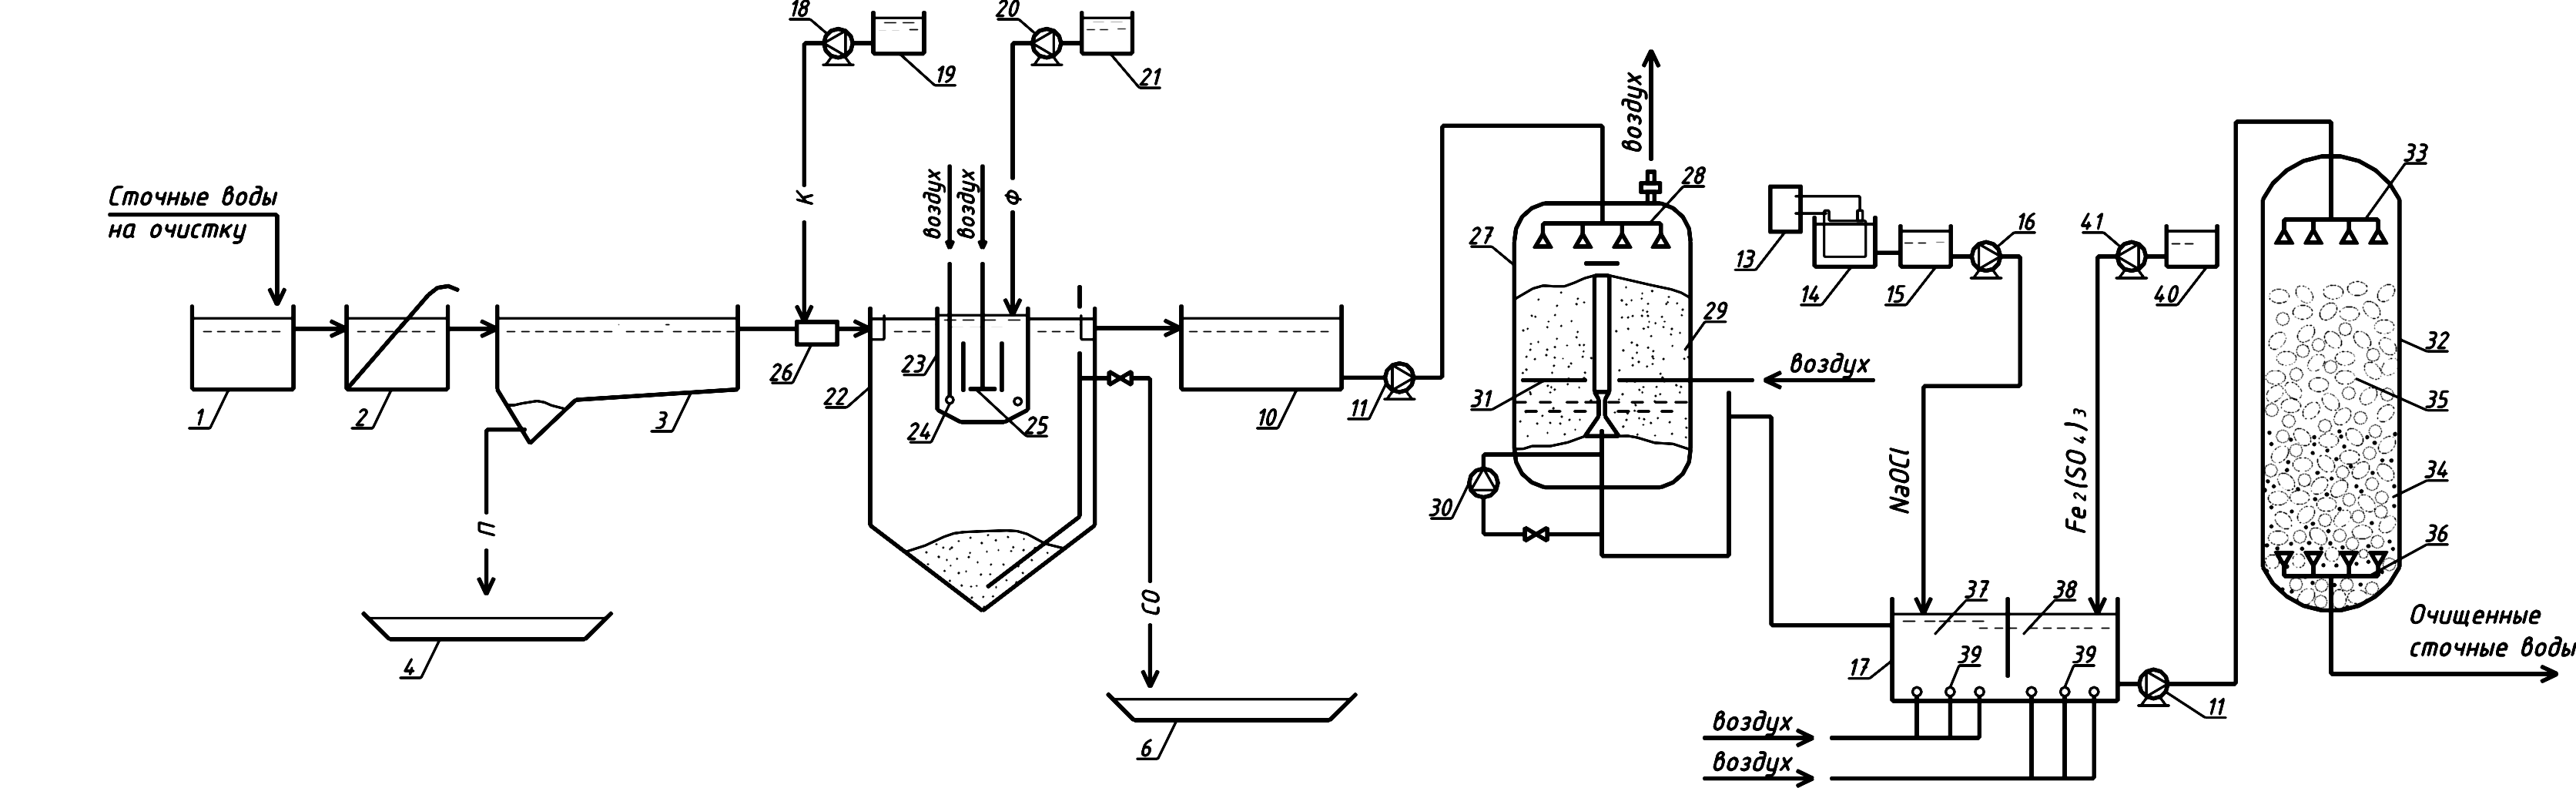 18
19
20
21
Сточные воды
на очистку
К
воздух
воздух
Ф
воздух
28
27
13
14
15
16
41
40
33
1
2
3
26
22
23
24
25
10
11
29
воздух
31
30
32
35
34
36
NaOCl
Fe₂(SO₄)₃
П
СО
4
6
37
38
39
39
17
11
воздух
воздух
Очищенные
сточные воды